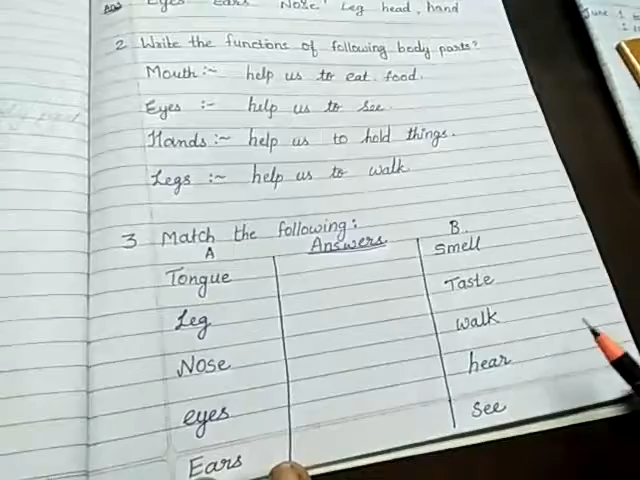 Ans Eyes Ears Nose Leg head, hand
2 Write the functions of following body parts?
Mouth:- help us to eat food.
Eyes :- help us to see.
Hands:- help us to hold things.
Legs :- help us to walk
3 Match the following:
A Answers B
Tongue Smell
Leg Taste
Nose walk
eyes hear
Ears See
June